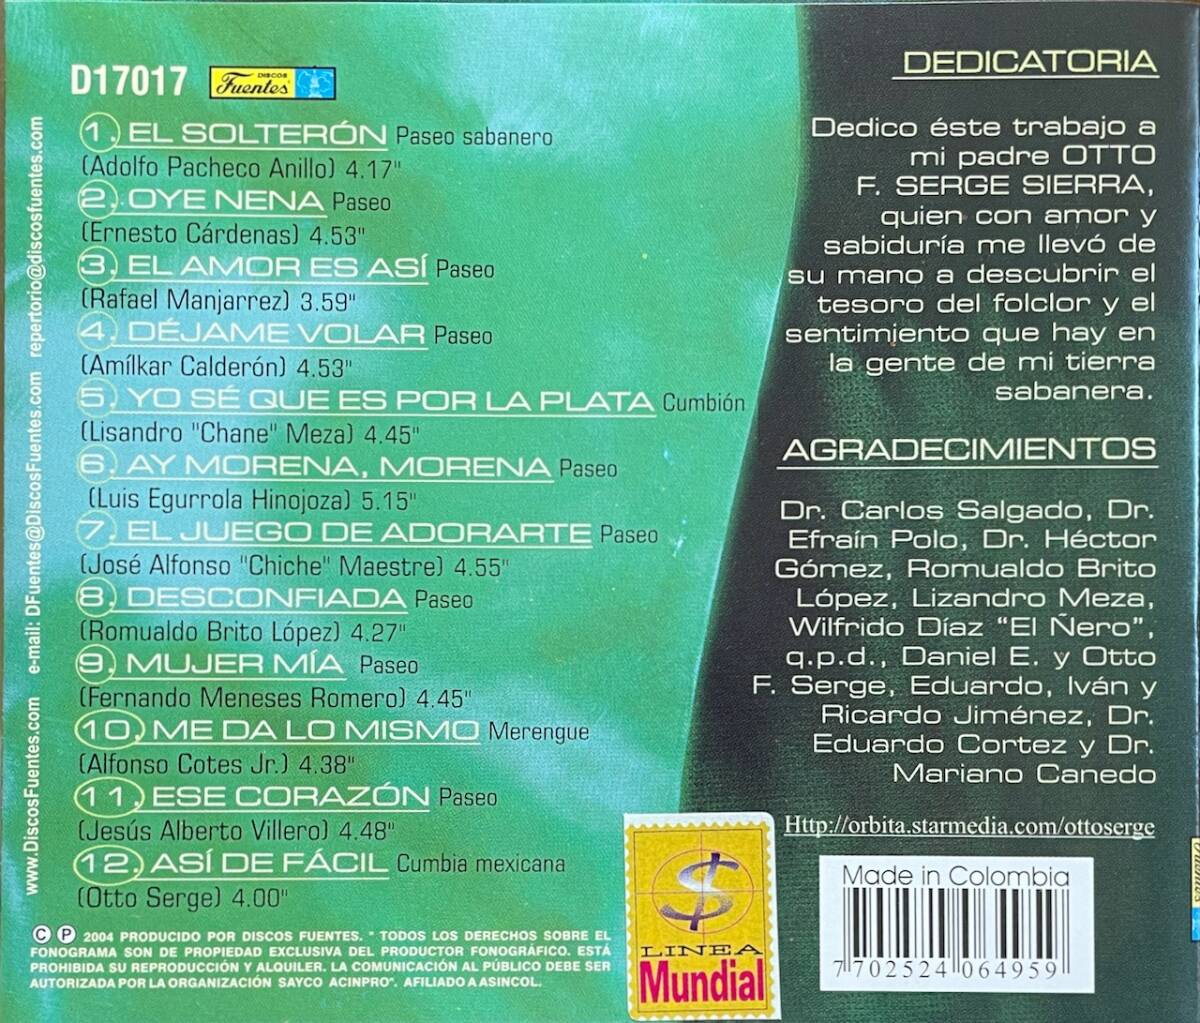 D17017 DISCOS Fuentes
1. EL SOLTERÓN Paseo sabanero
(Adolfo Pacheco Anillo) 4.17"
2. OYE NENA Paseo
(Ernesto Cárdenas) 4.53"
3. EL AMOR ES ASÍ Paseo
(Rafael Manjarrez) 3.59"
4. DÉJAME VOLAR Paseo
(Amílkar Calderón) 4.53"
5. YO SÉ QUE ES POR LA PLATA Cumbión
(Lisandro "Chane" Meza) 4.45"
6. AY MORENA, MORENA Paseo
(Luis Egurrola Hinojoza) 5.15"
7. EL JUEGO DE ADORARTE Paseo
(José Alfonso "Chiche" Maestre) 4.55"
8. DESCONFIADA Paseo
(Romualdo Brito López) 4.27"
9. MUJER MÍA Paseo
(Fernando Meneses Romero) 4.45"
10. ME DA LO MISMO Merengue
(Alfonso Cotes Jr.) 4.38"
11. ESE CORAZÓN Paseo
(Jesús Alberto Villero) 4.48"
12. ASÍ DE FÁCIL Cumbia mexicana
(Otto Serge) 4.00"
© ℗ 2004 PRODUCIDO POR DISCOS FUENTES. " TODOS LOS DERECHOS SOBRE EL
FONOGRAMA SON DE PROPIEDAD EXCLUSIVA DEL PRODUCTOR FONOGRÁFICO. ESTÁ
PROHIBIDA SU REPRODUCCIÓN Y ALQUILER. LA COMUNICACIÓN AL PÚBLICO DEBE SER
AUTORIZADA POR LA ORGANIZACIÓN SAYCO ACINPRO". AFILIADO A ASINCOL.
www.DiscosFuentes.com e-mail: DFuentes@DiscosFuentes.com repertorio@discosfuentes.com
DEDICATORIA
Dedico éste trabajo a
mi padre OTTO
F. SERGE SIERRA,
quien con amor y
sabiduría me llevó de
su mano a descubrir el
tesoro del folclor y el
sentimiento que hay en
la gente de mi tierra
sabanera.
AGRADECIMIENTOS
Dr. Carlos Salgado, Dr.
Efraín Polo, Dr. Héctor
Gómez, Romualdo Brito
López, Lizandro Meza,
Wilfrido Díaz "El Ñero",
q.p.d., Daniel E. y Otto
F. Serge, Eduardo, Iván y
Ricardo Jiménez, Dr.
Eduardo Cortez y Dr.
Mariano Canedo
Http://orbita.starmedia.com/ottoserge
$
LINEA
Mundial
Made in Colombia
7 702524 064959